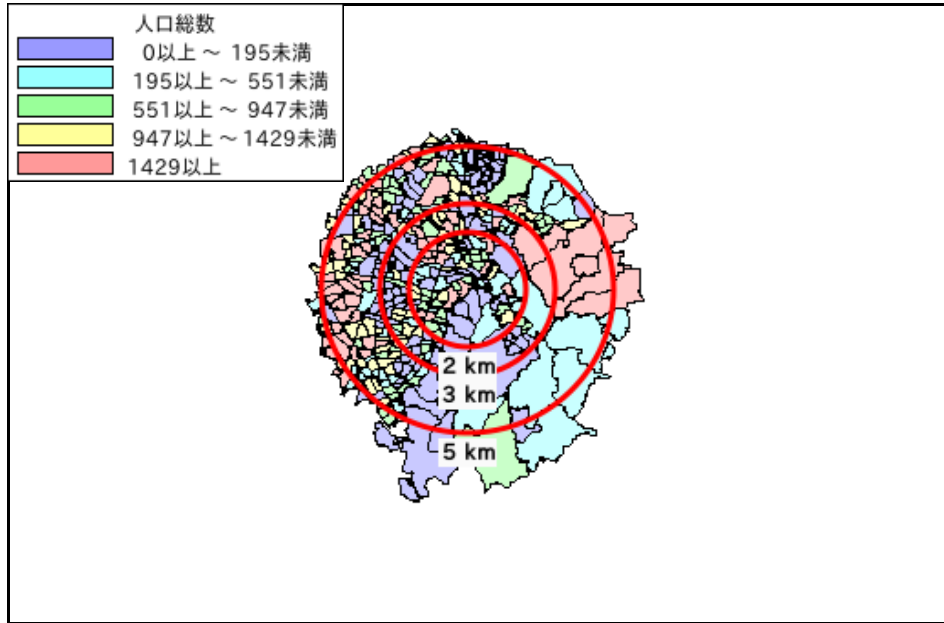 人口総数
0以上 ～ 195未満
195以上 ～ 551未満
551以上 ～ 947未満
947以上 ～ 1429未満
1429以上
2 km
3 km
5 km